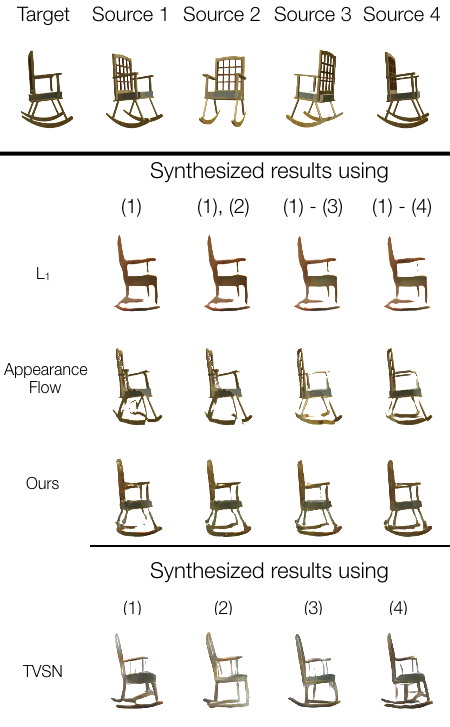 Target Source 1 Source 2 Source 3 Source 4
Synthesized results using
(1) (1), (2) (1) - (3) (1) - (4)
L₁
Appearance
Flow
Ours
Synthesized results using
(1) (2) (3) (4)
TVSN